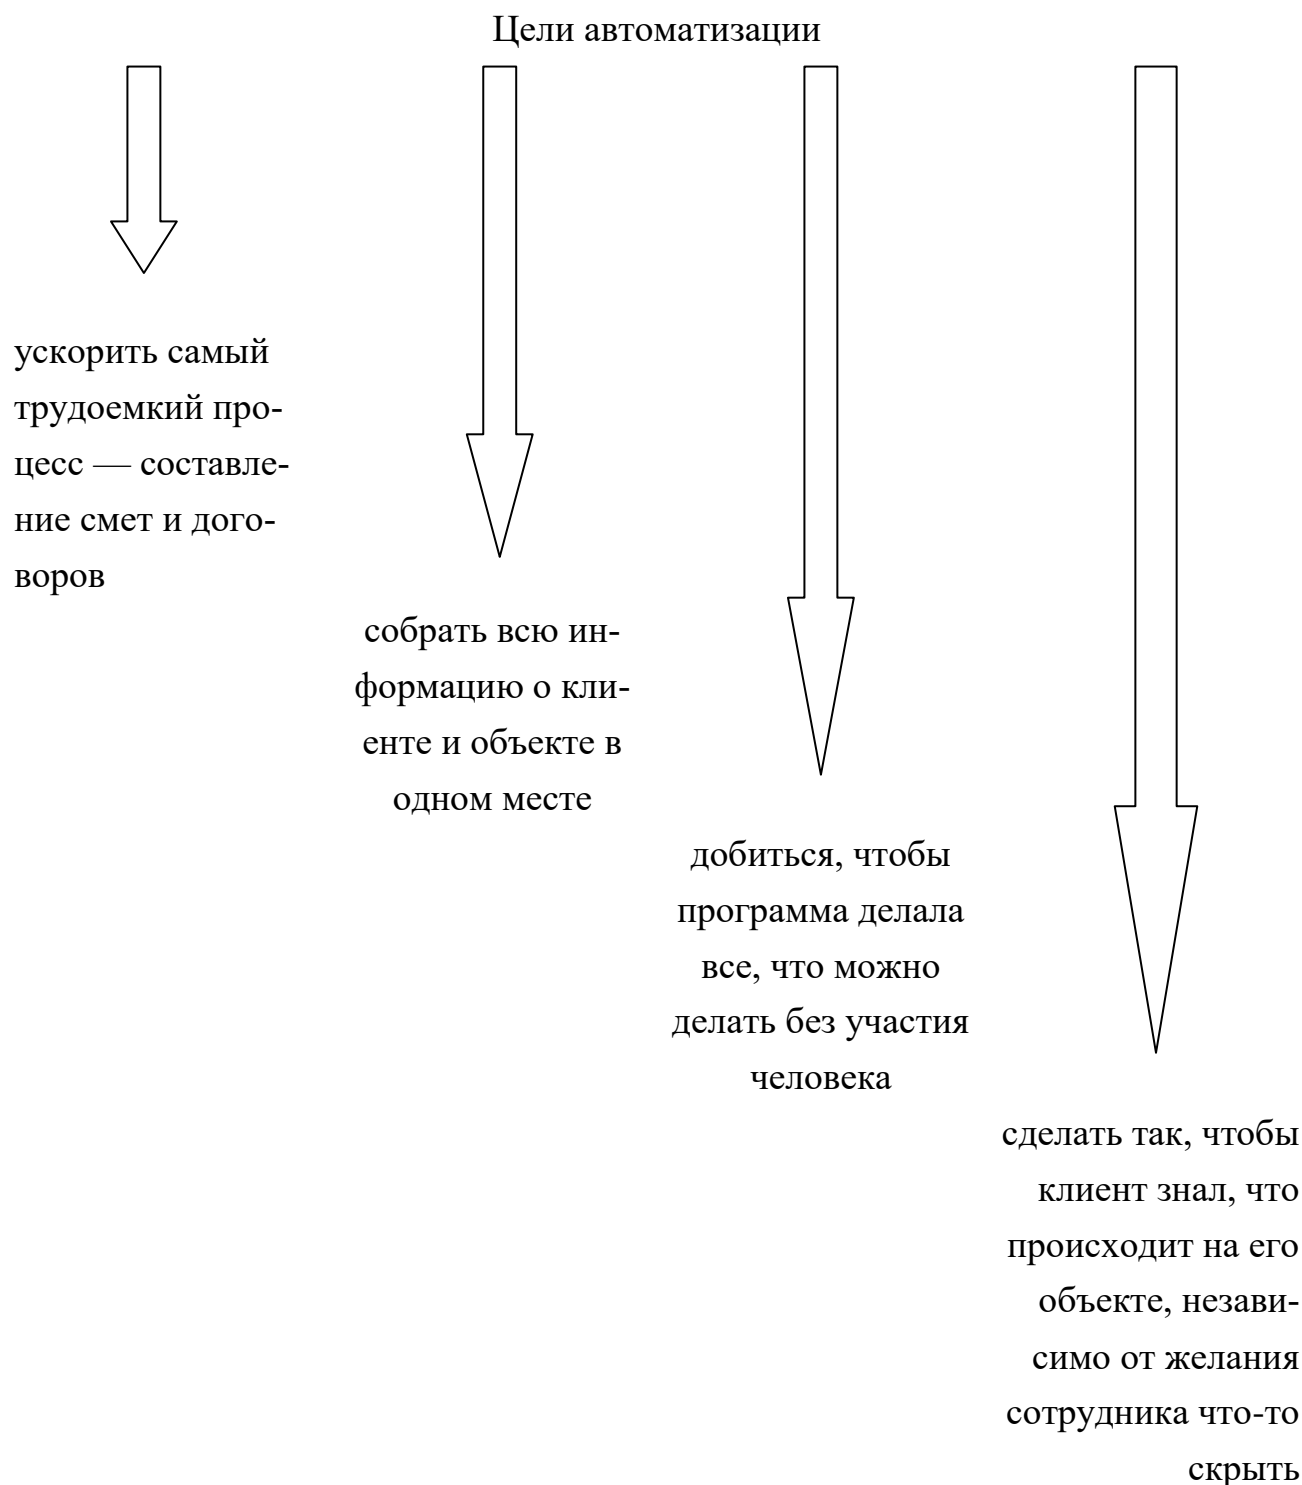 Цели автоматизации
ускорить самый
трудоемкий про-
цесс — составле-
ние смет и дого-
воров
собрать всю ин-
формацию о кли-
енте и объекте в
одном месте
добиться, чтобы
программа делала
все, что можно
делать без участия
человека
сделать так, чтобы
клиент знал, что
происходит на его
объекте, незави-
симо от желания
сотрудника что-то
скрыть